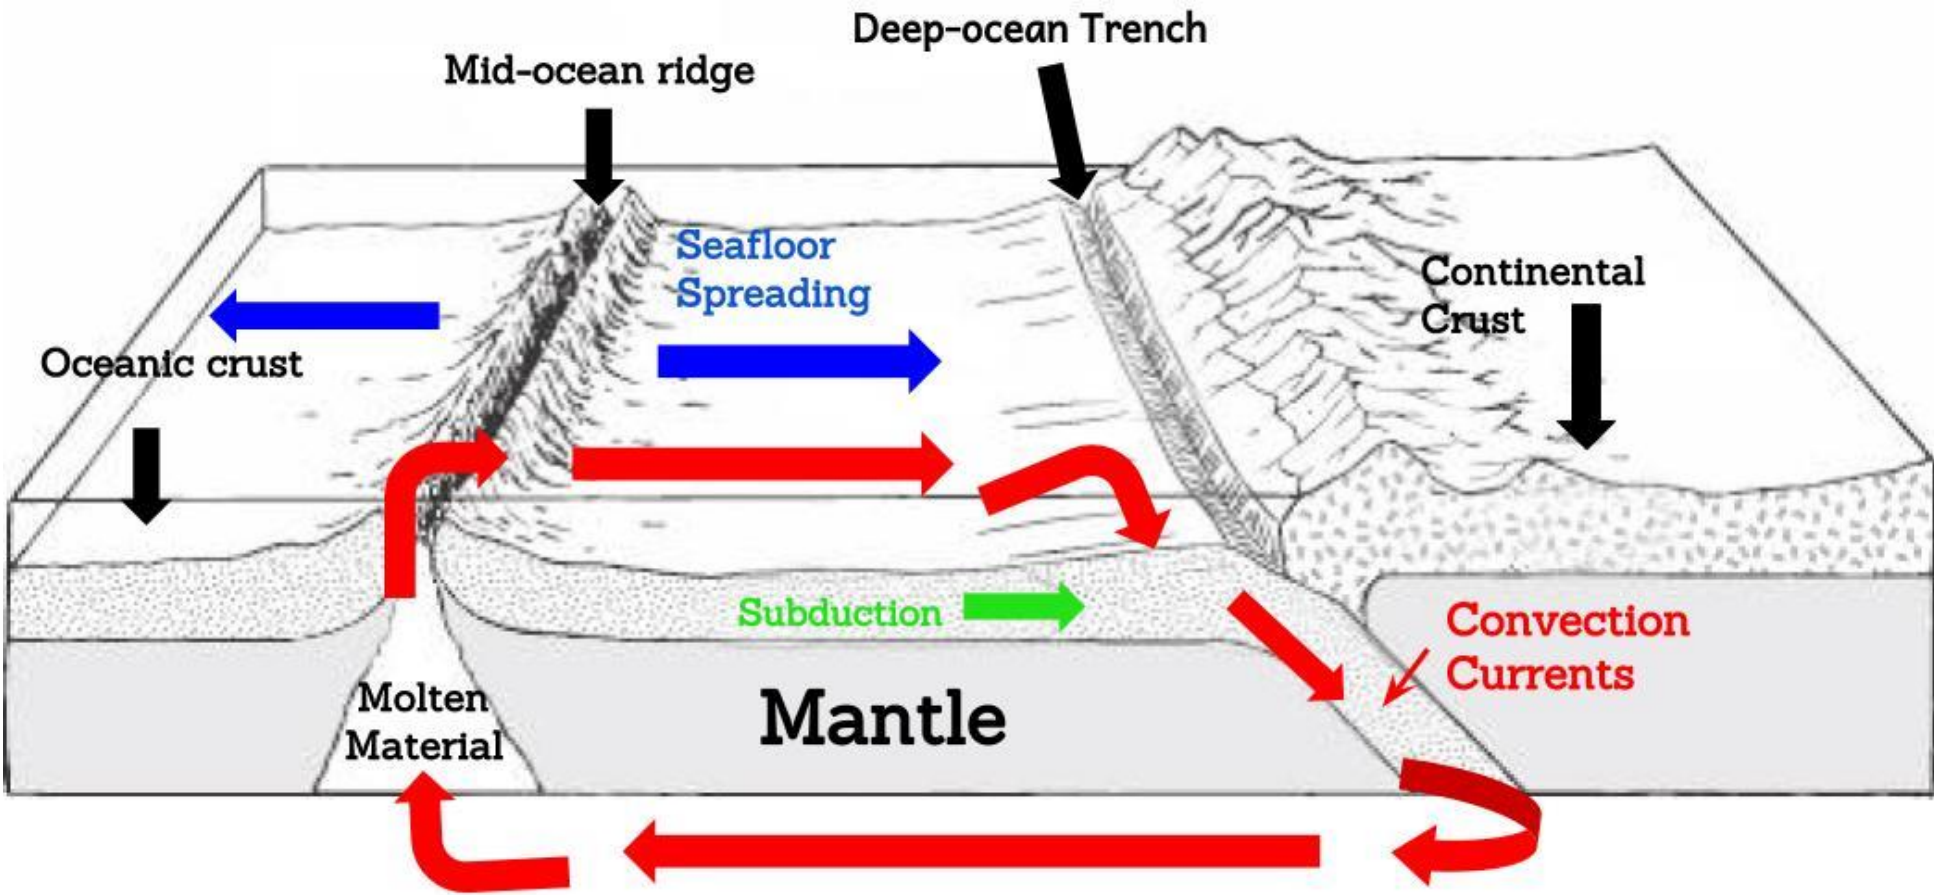 Deep-ocean Trench
Mid-ocean ridge
Seafloor
Spreading
Continental
Crust
Oceanic crust
Subduction
Convection
Currents
Molten
Material
Mantle